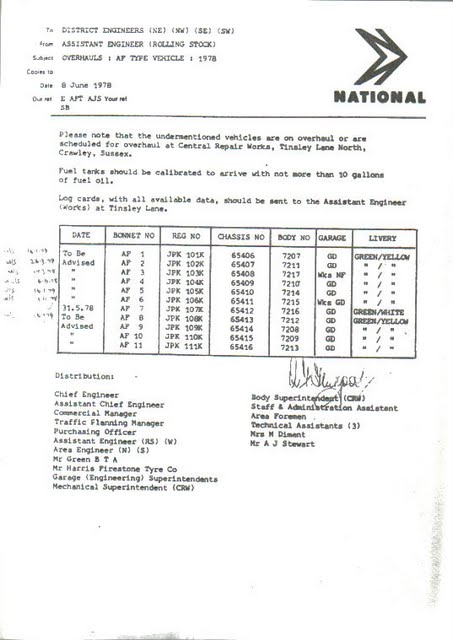 To DISTRICT ENGINEERS (NE) (NW) (SE) (SW)
From ASSISTANT ENGINEER (ROLLING STOCK)
Subject OVERHAULS : AF TYPE VEHICLE : 1978
Copies to
Date 8 June 1978
Our ref E AFT AJS Your ref
SB
NATIONAL
Please note that the undermentioned vehicles are on overhaul or are
scheduled for overhaul at Central Repair Works, Tinsley Lane North,
Crawley, Sussex.
Fuel tanks should be calibrated to arrive with not more than 10 gallons
of fuel oil.
Log cards, with all available data, should be sent to the Assistant Engineer
(Works) at Tinsley Lane.
DATE BONNET NO REG NO CHASSIS NO BODY NO GARAGE LIVERY
To Be AF 1 JPK 101K 65406 7207 GD GREEN/YELLOW
Advised AF 2 JPK 102K 65407 7211 GD " / "
" AF 3 JPK 103K 65408 7217 Wks NF " / "
" AF 4 JPK 104K 65409 7210 GD " / "
" AF 5 JPK 105K 65410 7214 GD " / "
" AF 6 JPK 106K 65411 7215 Wks GD " / "
31.5.78 AF 7 JPK 107K 65412 7216 GD GREEN/WHITE
To Be AF 8 JPK 108K 65413 7212 GD GREEN/YELLOW
Advised AF 9 JPK 109K 65414 7208 GD " / "
" AF 10 JPK 110K 65415 7209 GD " / "
" AF 11 JPK 111K 65416 7213 GD " / "
Distribution:
Chief Engineer
Assistant Chief Engineer
Commercial Manager
Traffic Planning Manager
Purchasing Officer
Assistant Engineer (RS) (W)
Area Engineer (N) (S)
Mr Green B T A
Mr Harris Firestone Tyre Co
Garage (Engineering) Superintendents
Mechanical Superintendent (CRW)
Body Superintendent (CRW)
Staff & Administration Assistant
Area Foremen
Technical Assistants (3)
Mrs M Diment
Mr A J Stewart